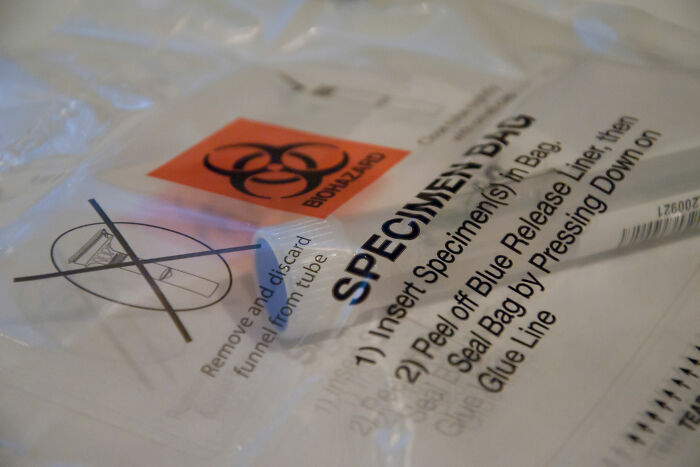 BIOHAZARD
SPECIMEN BAG
1) Insert Specimen(s) in Bag.
2) Peel off Blue Release Liner, then
Seal Bag by Pressing Down on
Glue Line
Remove and discard
funnel from tube
200921
TEAR